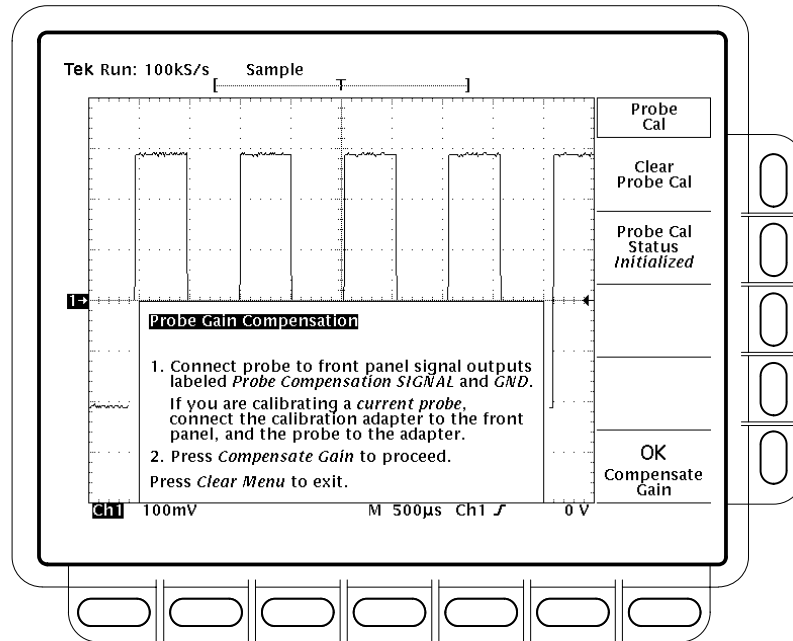 Tek Run: 100kS/s Sample
T
Probe
Cal
Clear
Probe Cal
Probe Cal
Status
Initialized
1
Probe Gain Compensation
1. Connect probe to front panel signal outputs
labeled Probe Compensation SIGNAL and GND.
If you are calibrating a current probe,
connect the calibration adapter to the front
panel, and the probe to the adapter.
2. Press Compensate Gain to proceed.
Press Clear Menu to exit.
OK
Compensate
Gain
Ch1 100mV M 500µs Ch1 0 V